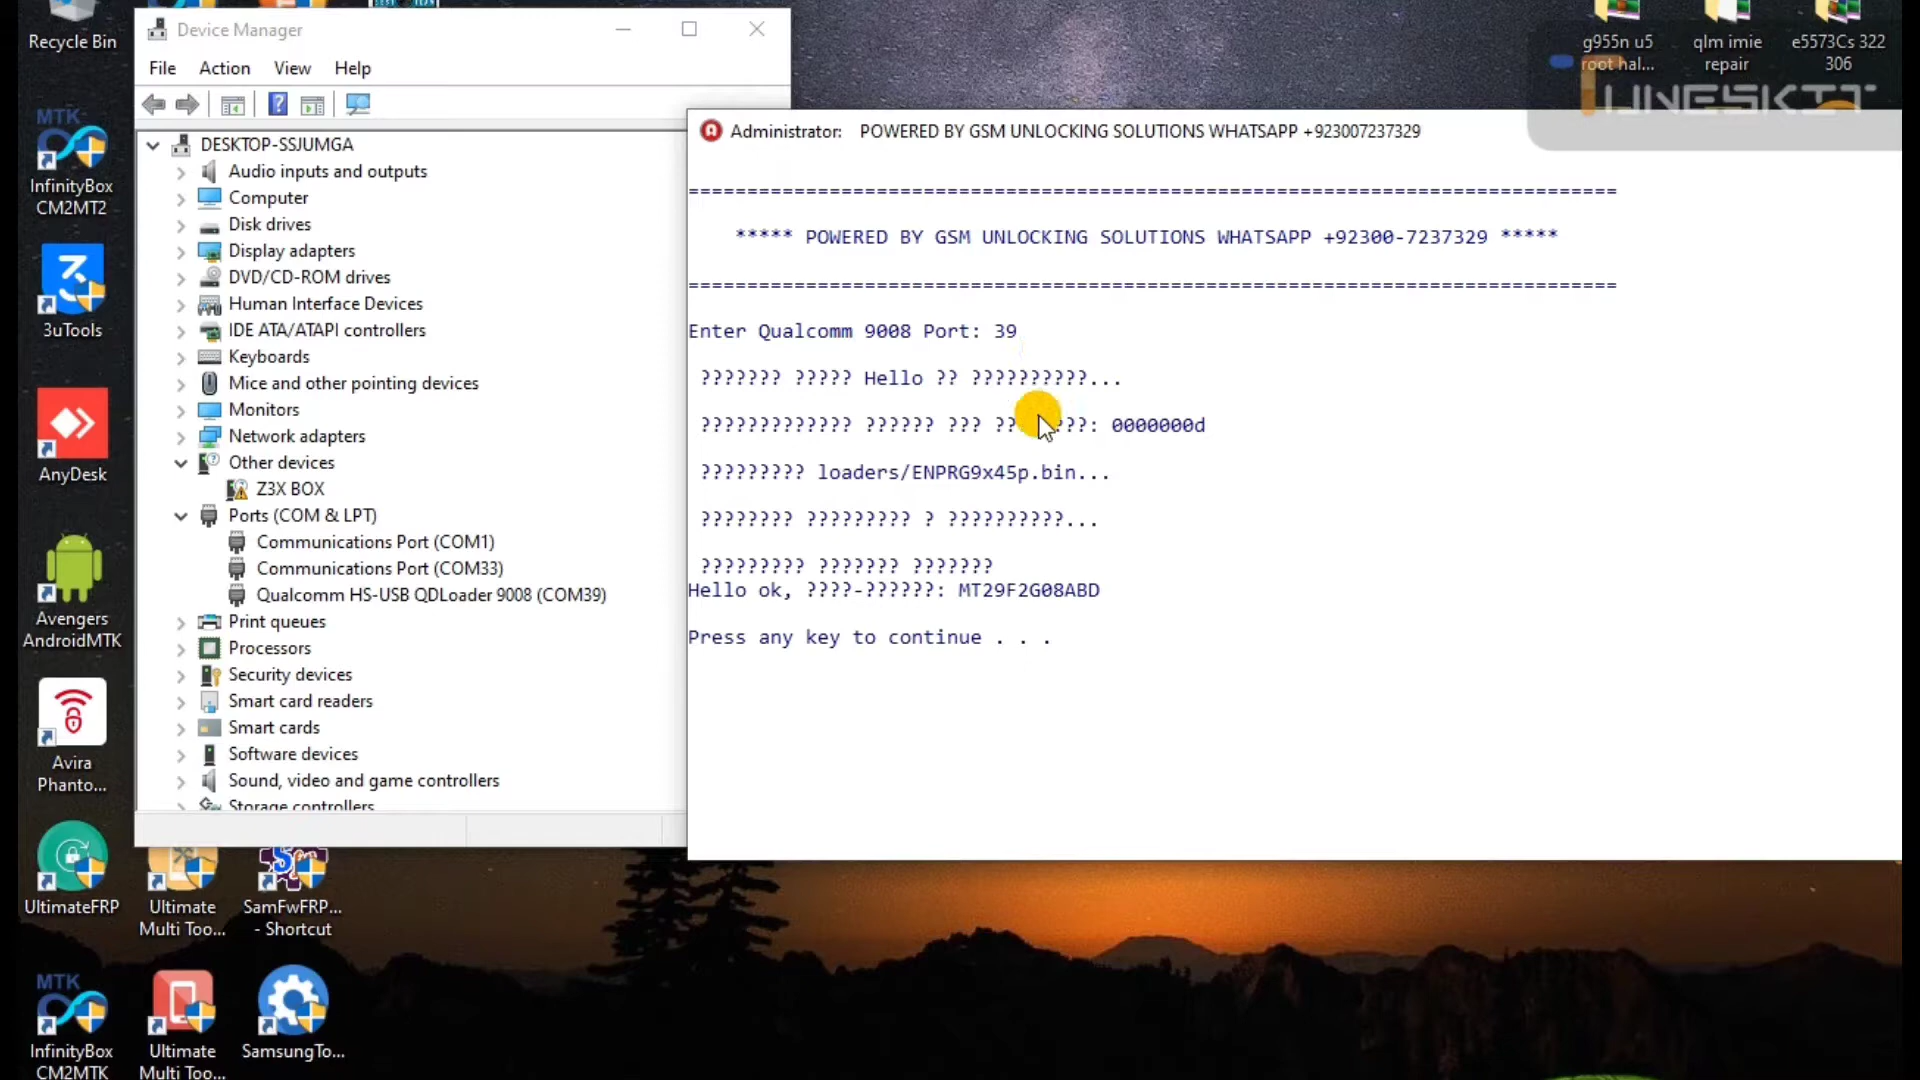 Recycle Bin
MTK
InfinityBox
CM2MT2
3uTools
AnyDesk
Avengers
AndroidMTK
Avira
Phanto...
UltimateFRP
Ultimate
Multi Too...
SamFwFRP...
- Shortcut
MTK
InfinityBox
CM2MTK
Ultimate
Multi Too...
SamsungTo...
g955n u5
root hal...
qlm imie
repair
e5573Cs 322
306
Device Manager
File Action View Help
DESKTOP-SSJUMGA
Audio inputs and outputs
Computer
Disk drives
Display adapters
DVD/CD-ROM drives
Human Interface Devices
IDE ATA/ATAPI controllers
Keyboards
Mice and other pointing devices
Monitors
Network adapters
Other devices
Z3X BOX
Ports (COM & LPT)
Communications Port (COM1)
Communications Port (COM33)
Qualcomm HS-USB QDLoader 9008 (COM39)
Print queues
Processors
Security devices
Smart card readers
Smart cards
Software devices
Sound, video and game controllers
Storage controllers
Administrator: POWERED BY GSM UNLOCKING SOLUTIONS WHATSAPP +923007237329
===============================================================================
***** POWERED BY GSM UNLOCKING SOLUTIONS WHATSAPP +92300-7237329 *****
===============================================================================
Enter Qualcomm 9008 Port: 39
??????? ????? Hello ?? ??????????...
????????????? ?????? ??? ????????: 0000000d
????????? loaders/ENPRG9x45p.bin...
???????? ????????? ? ??????????...
????????? ??????? ???????
Hello ok, ????-??????: MT29F2G08ABD
Press any key to continue . . .